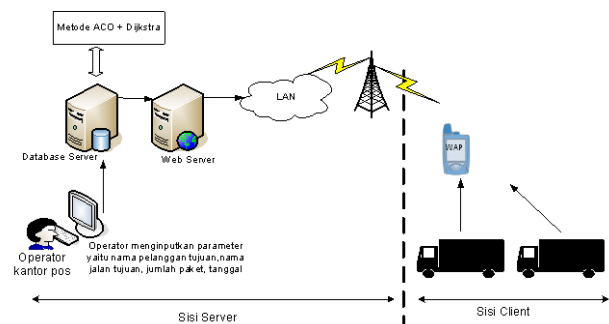 Metode ACO + Dijkstra
LAN
Database Server
Web Server
WAP
Operator
kantor pos
Operator menginputkan parameter
yaitu nama pelanggan tujuan,nama
jalan tujuan, jumlah paket, tanggal
Sisi Server
Sisi Client